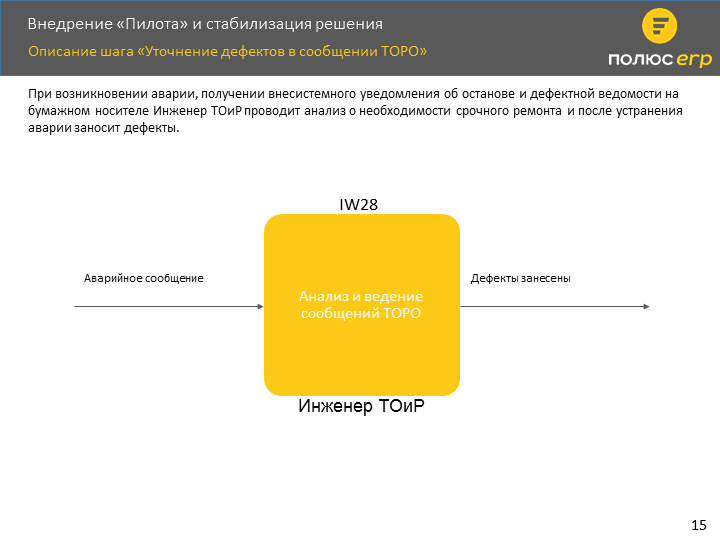 Внедрение «Пилота» и стабилизация решения
Описание шага «Уточнение дефектов в сообщении ТОРО»
ПОЛЮС erp
При возникновении аварии, получении внесистемного уведомления об останове и дефектной ведомости на
бумажном носителе Инженер ТОиР проводит анализ о необходимости срочного ремонта и после устранения
аварии заносит дефекты.
IW28
Аварийное сообщение
Анализ и ведение
сообщений ТОРО
Дефекты занесены
Инженер ТОиР
15